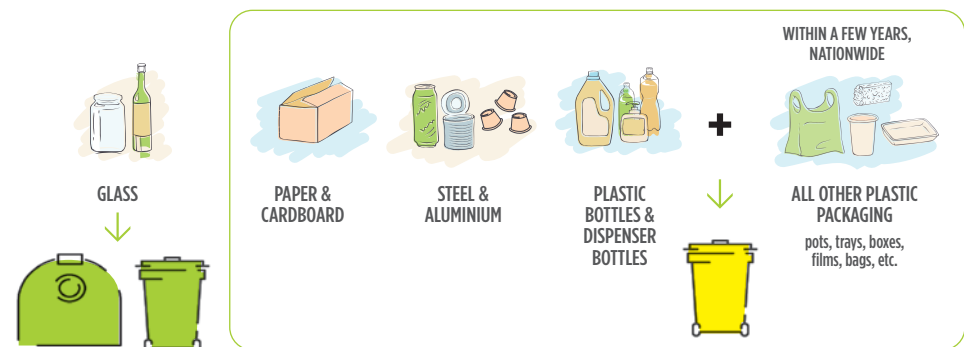 WITHIN A FEW YEARS,
NATIONWIDE
GLASS
PAPER &
CARDBOARD
STEEL &
ALUMINIUM
PLASTIC
BOTTLES &
DISPENSER
BOTTLES
+
ALL OTHER PLASTIC
PACKAGING
pots, trays, boxes,
films, bags, etc.